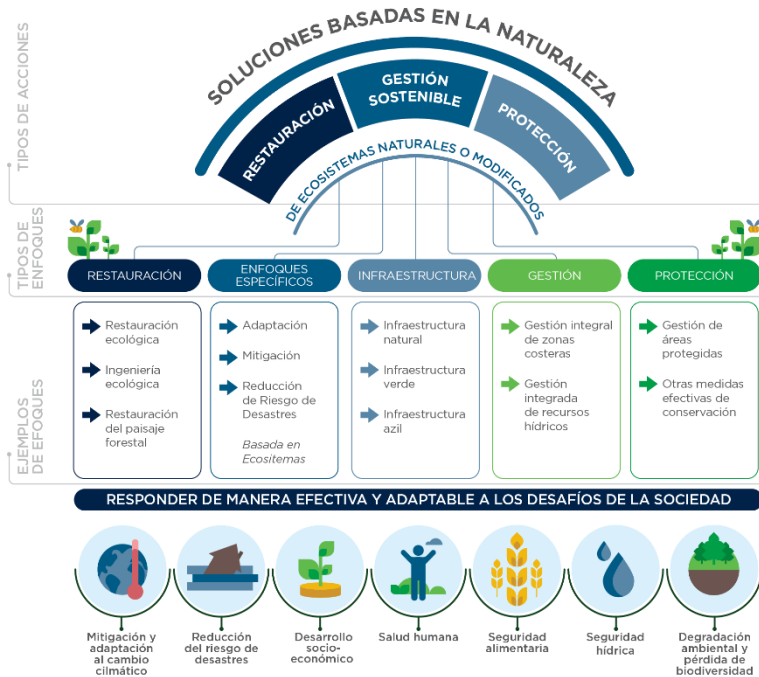 SOLUCIONES BASADAS EN LA NATURALEZA
TIPOS DE ACCIONES
RESTAURACIÓN
GESTIÓN
SOSTENIBLE
PROTECCIÓN
DE ECOSISTEMAS NATURALES O MODIFICADOS
TIPOS DE
ENFOQUES
RESTAURACIÓN
ENFOQUES
ESPECÍFICOS
INFRAESTRUCTURA
GESTIÓN
PROTECCIÓN
EJEMPLOS
DE EFOQUES
Restauración
ecológica
Ingeniería
ecológica
Restauración
del paisaje
forestal
Adaptación
Mitigación
Reducción
de Riesgo de
Desastres
Basada en
Ecositemas
Infraestructura
natural
Infraestructura
verde
Infraestructura
azil
Gestión integral
de zonas
costeras
Gestión
integrada
de recursos
hídricos
Gestión de
áreas
protegidas
Otras medidas
efectivas de
conservación
RESPONDER DE MANERA EFECTIVA Y ADAPTABLE A LOS DESAFÍOS DE LA SOCIEDAD
Mitigación y
adaptación
al cambio
cilmático
Reducción
del riesgo de
desastres
Desarrollo
socio-
económico
Salud humana
Seguridad
alimentaria
Seguridad
hídrica
Degradación
ambiental y
pérdida de
biodiversidad